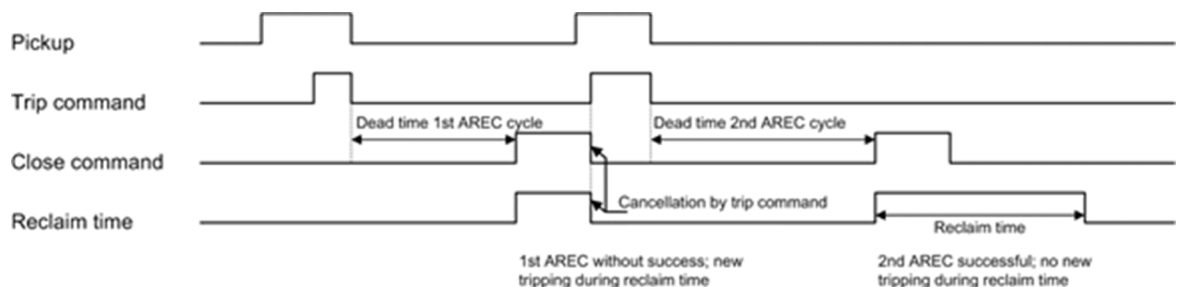 Pickup
Trip command
Dead time 1st AREC cycle
Dead time 2nd AREC cycle
Close command
Cancellation by trip command
Reclaim time
Reclaim time
1st AREC without success; new
tripping during reclaim time
2nd AREC successful; no new
tripping during reclaim time